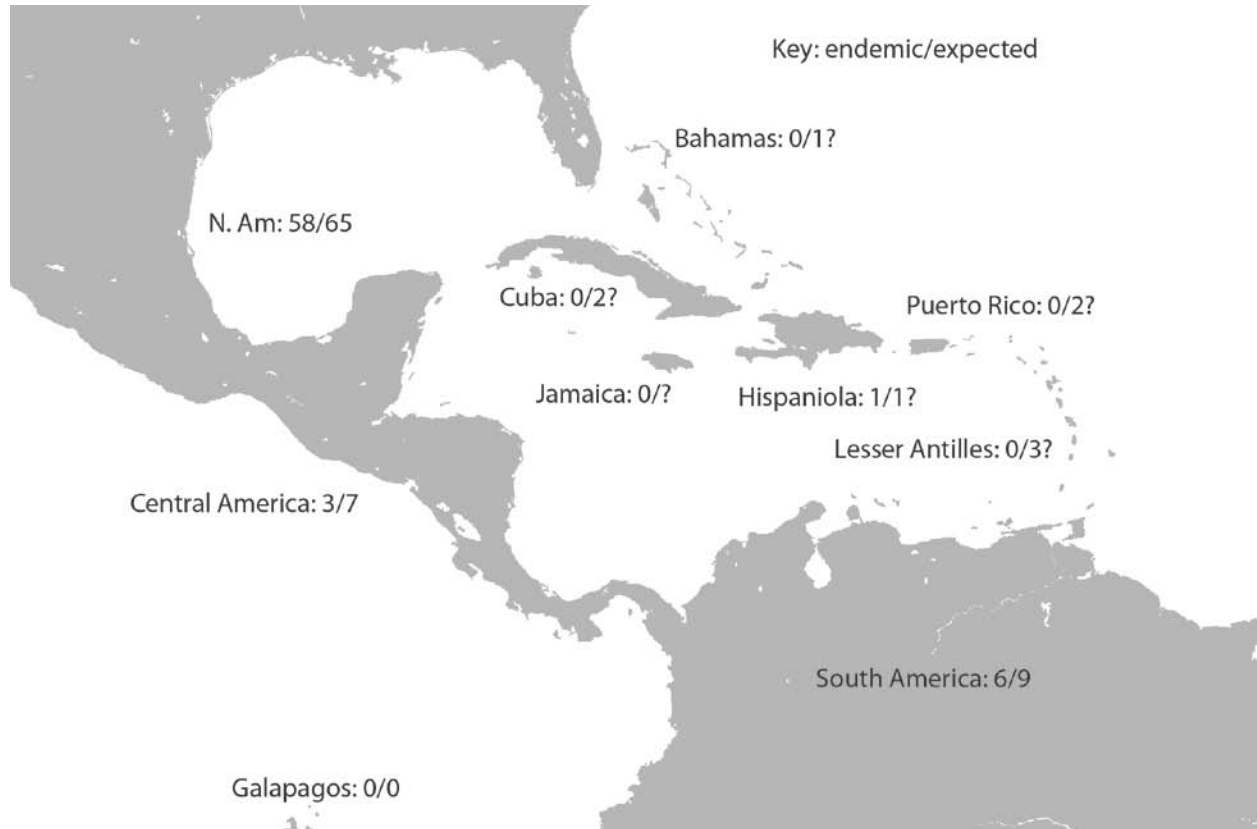 Key: endemic/expected
Bahamas: 0/1?
N. Am: 58/65
Cuba: 0/2?
Puerto Rico: 0/2?
Jamaica: 0/?
Hispaniola: 1/1?
Lesser Antilles: 0/3?
Central America: 3/7
South America: 6/9
Galapagos: 0/0